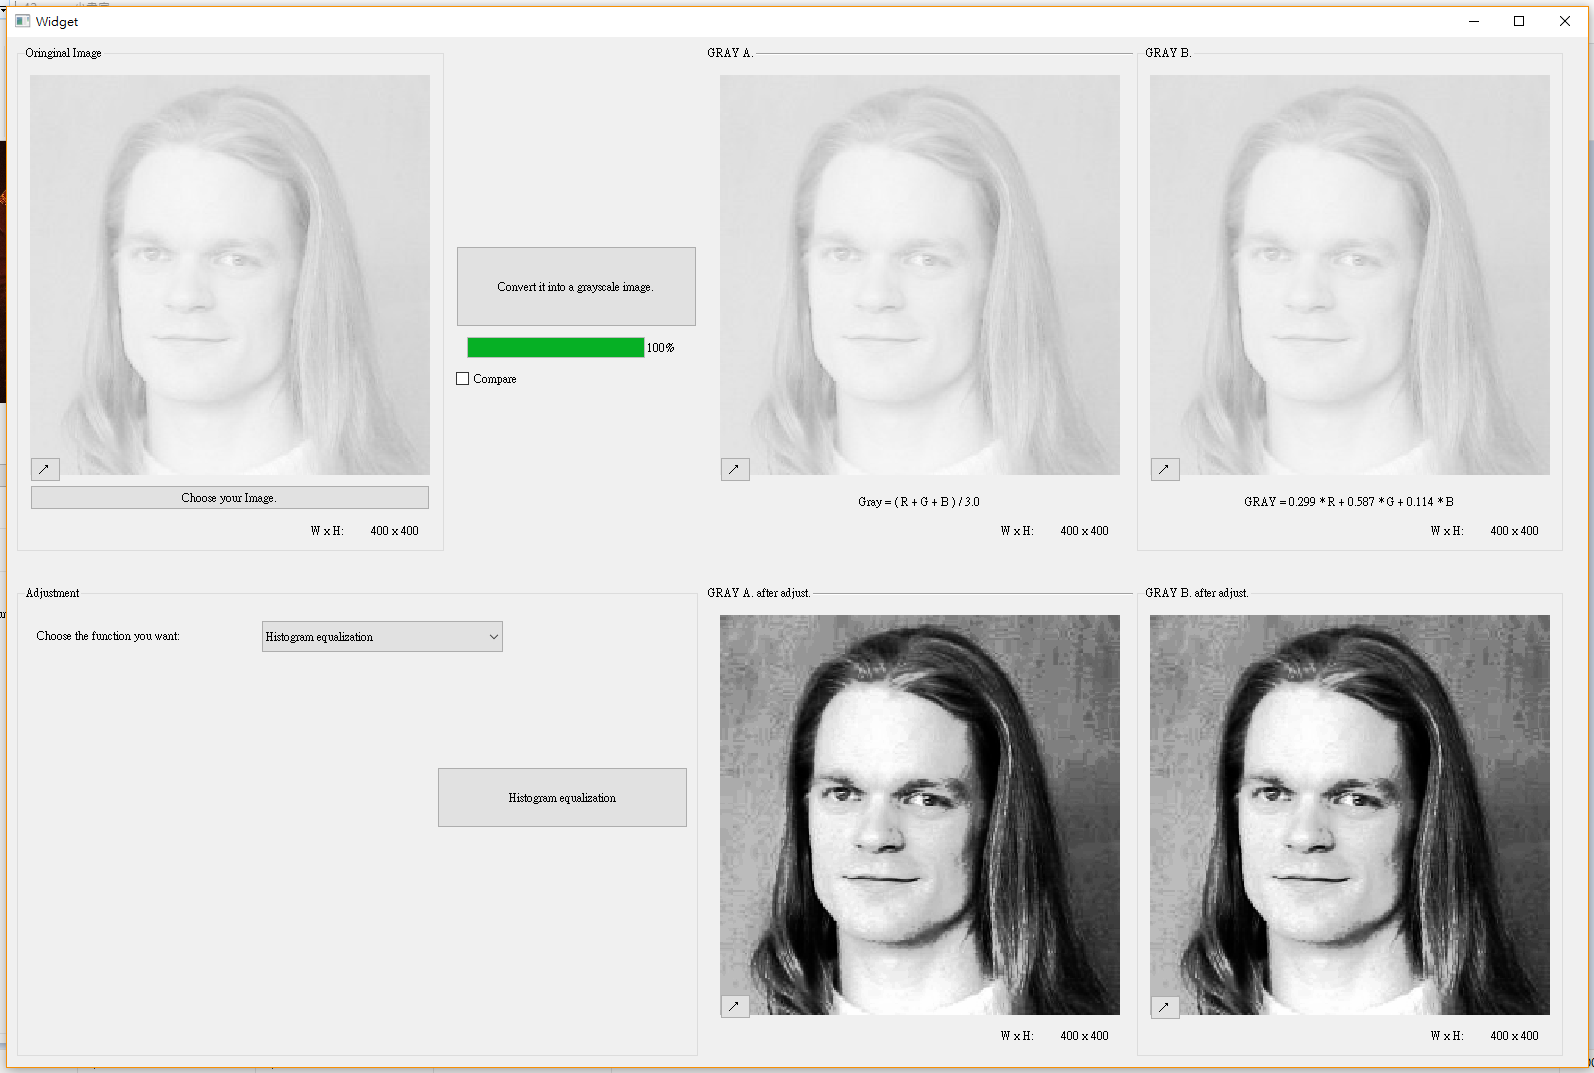 Widget
Oringinal Image
GRAY A.
GRAY B.
Convert it into a grayscale image.
100%
Compare
Choose your Image.
W x H: 400 x 400
Gray = ( R + G + B ) / 3.0
W x H: 400 x 400
GRAY = 0.299 * R + 0.587 * G + 0.114 * B
W x H: 400 x 400
Adjustment
Choose the function you want:
Histogram equalization
Histogram equalization
GRAY A. after adjust.
W x H: 400 x 400
GRAY B. after adjust.
W x H: 400 x 400